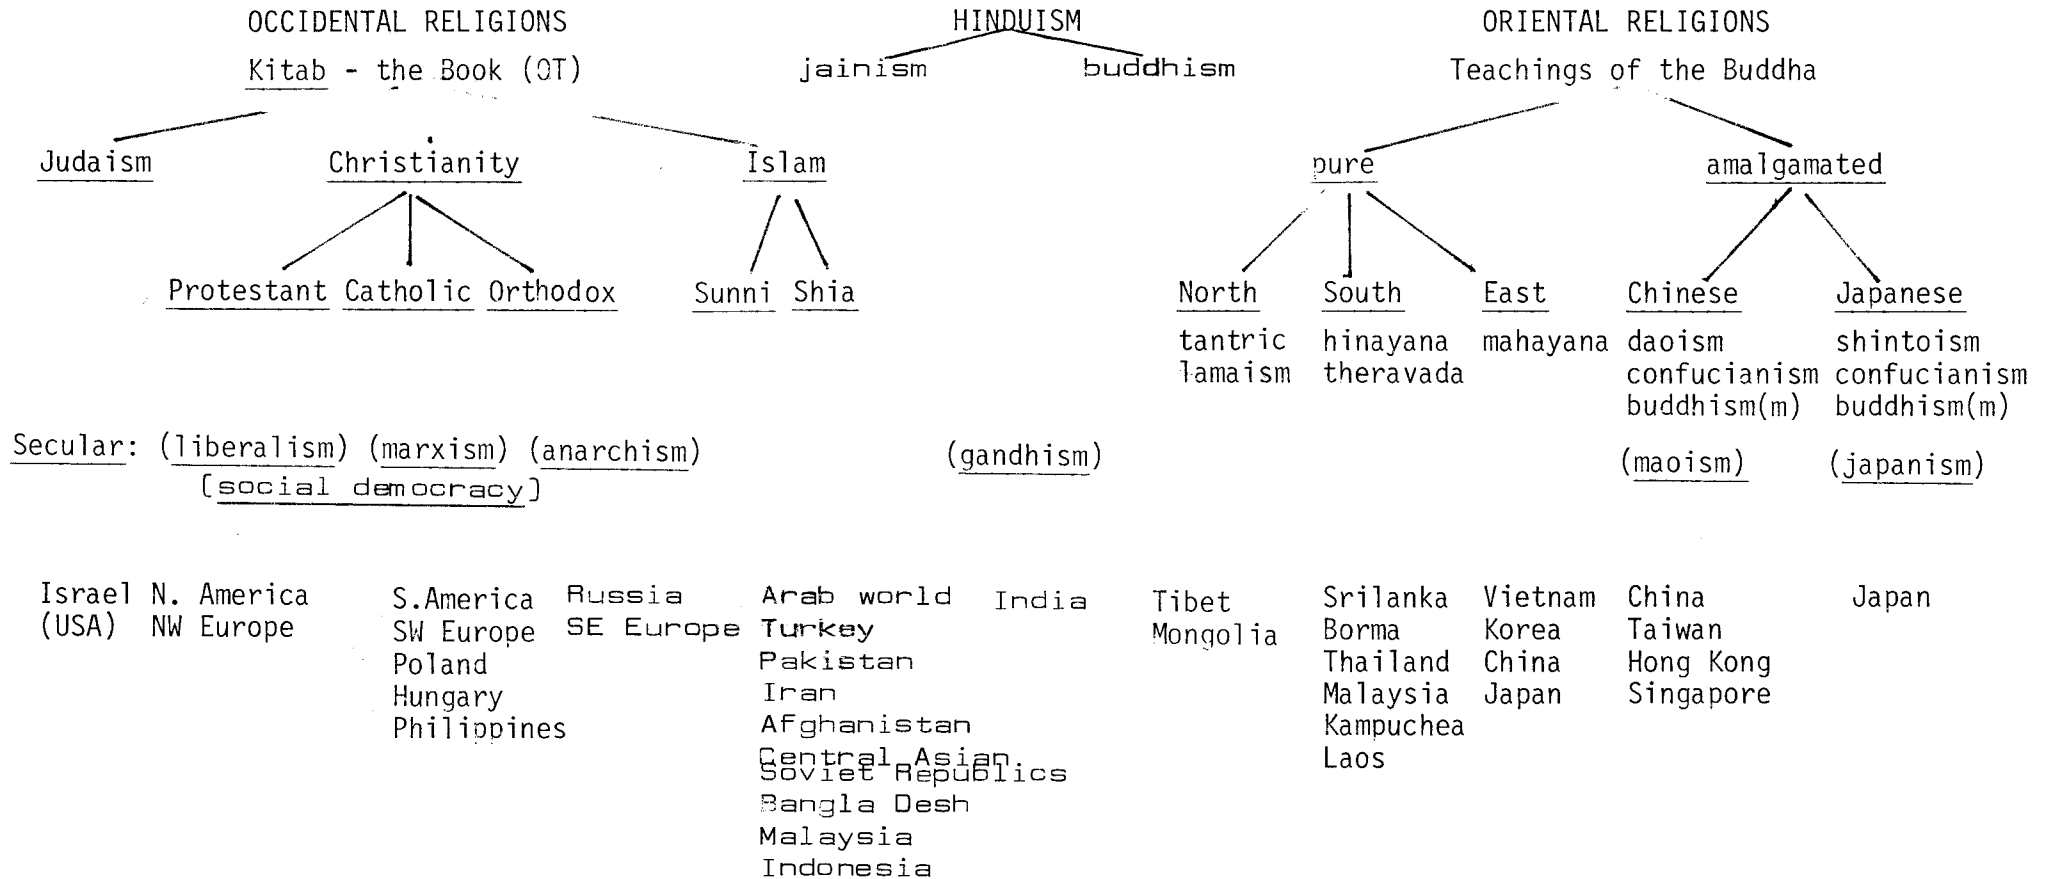 OCCIDENTAL RELIGIONS HINDUISM ORIENTAL RELIGIONS
Kitab - the Book (OT) jainism buddhism Teachings of the Buddha
Judaism Christianity Islam pure amalgamated
Protestant Catholic Orthodox Sunni Shia North South East Chinese Japanese
tantric hinayana mahayana daoism shintoism
lamaism theravada confucianism confucianism
buddhism(m) buddhism(m)
Secular: (liberalism) (marxism) (anarchism) (gandhism) (maoism) (japanism)
[social democracy]
Israel N. America S.America Russia Arab world India Tibet Srilanka Vietnam China Japan
(USA) NW Europe SW Europe SE Europe Turkey Mongolia Borma Korea Taiwan
Poland Pakistan Thailand China Hong Kong
Hungary Iran Malaysia Japan Singapore
Philippines Afghanistan Kampuchea
Central Asian Laos
Soviet Republics
Bangla Desh
Malaysia
Indonesia